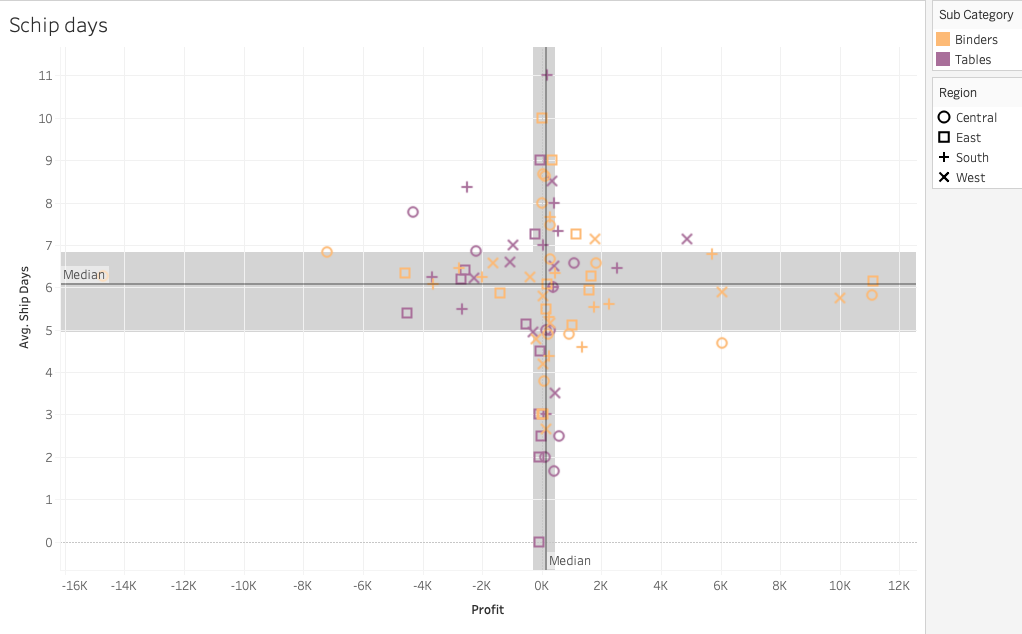 Schip days
Sub Category
Binders
Tables
Region
Central
East
South
West
11
10
9
8
7
Median
6
5
4
3
2
1
0
Avg. Ship Days
Median
-16K -14K -12K -10K -8K -6K -4K -2K 0K 2K 4K 6K 8K 10K 12K
Profit